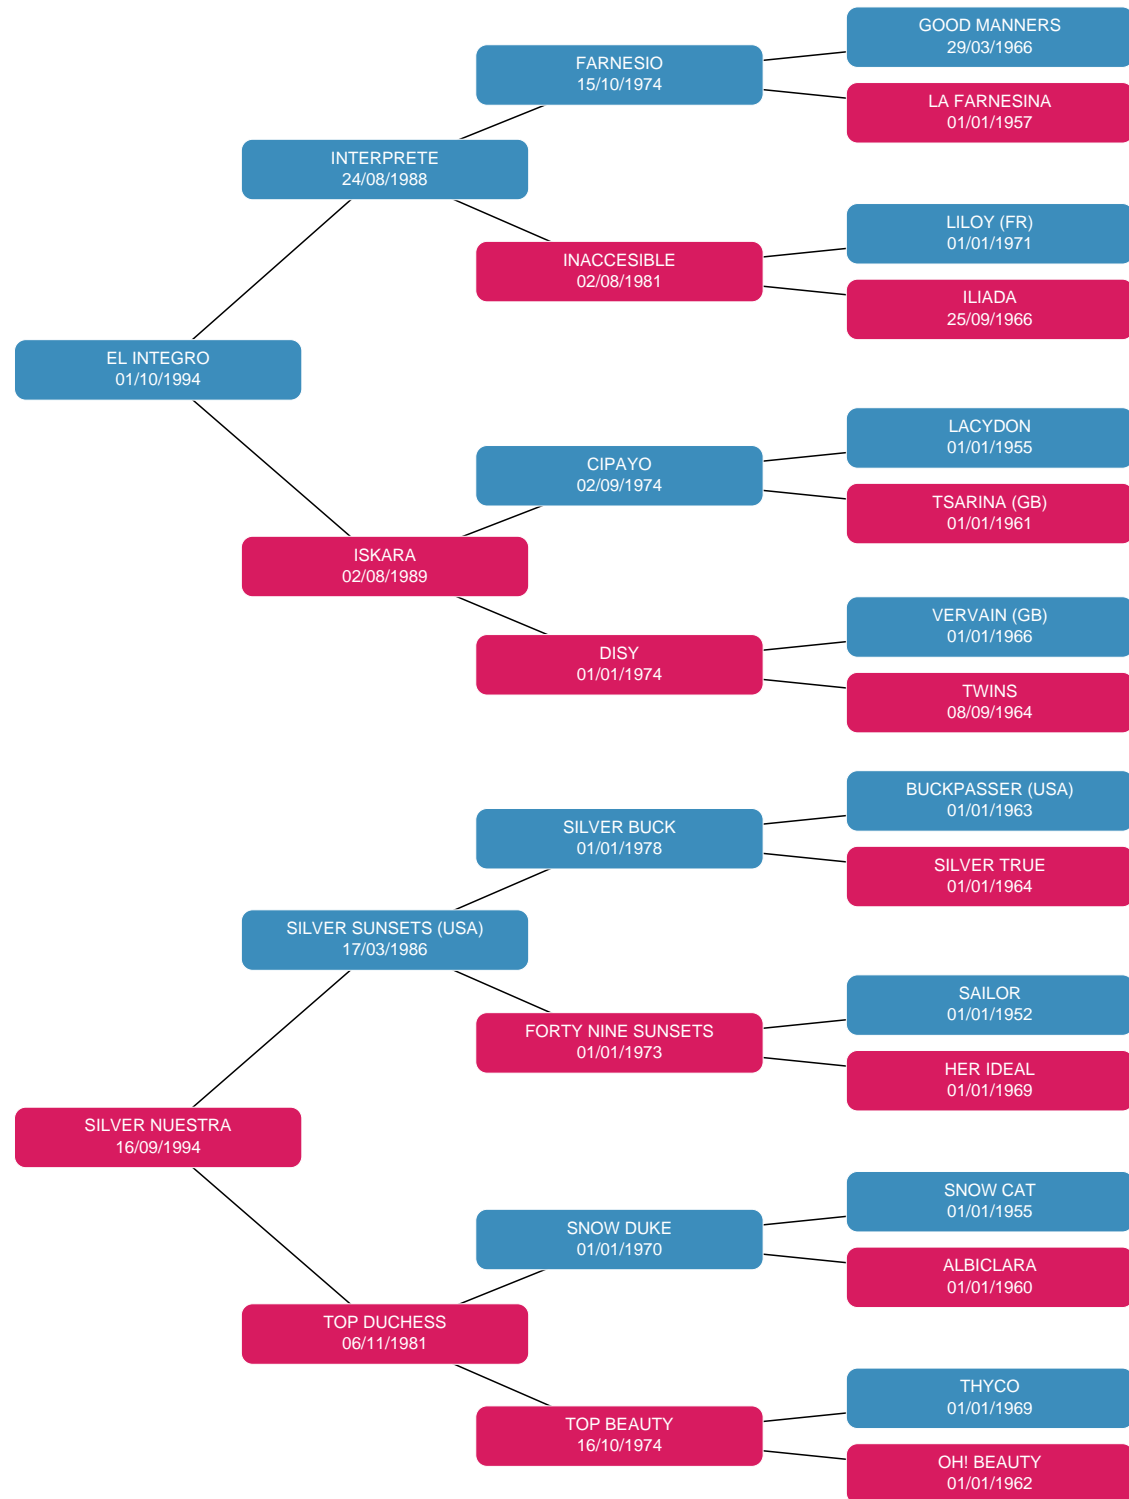 GOOD MANNERS
29/03/1966
FARNESIO
15/10/1974
LA FARNESINA
01/01/1957
INTERPRETE
24/08/1988
LILOY (FR)
01/01/1971
INACCESIBLE
02/08/1981
ILIADA
25/09/1966
EL INTEGRO
01/10/1994
LACYDON
01/01/1955
CIPAYO
02/09/1974
TSARINA (GB)
01/01/1961
ISKARA
02/08/1989
VERVAIN (GB)
01/01/1966
DISY
01/01/1974
TWINS
08/09/1964
BUCKPASSER (USA)
01/01/1963
SILVER BUCK
01/01/1978
SILVER TRUE
01/01/1964
SILVER SUNSETS (USA)
17/03/1986
SAILOR
01/01/1952
FORTY NINE SUNSETS
01/01/1973
HER IDEAL
01/01/1969
SILVER NUESTRA
16/09/1994
SNOW CAT
01/01/1955
SNOW DUKE
01/01/1970
ALBICLARA
01/01/1960
TOP DUCHESS
06/11/1981
THYCO
01/01/1969
TOP BEAUTY
16/10/1974
OH! BEAUTY
01/01/1962